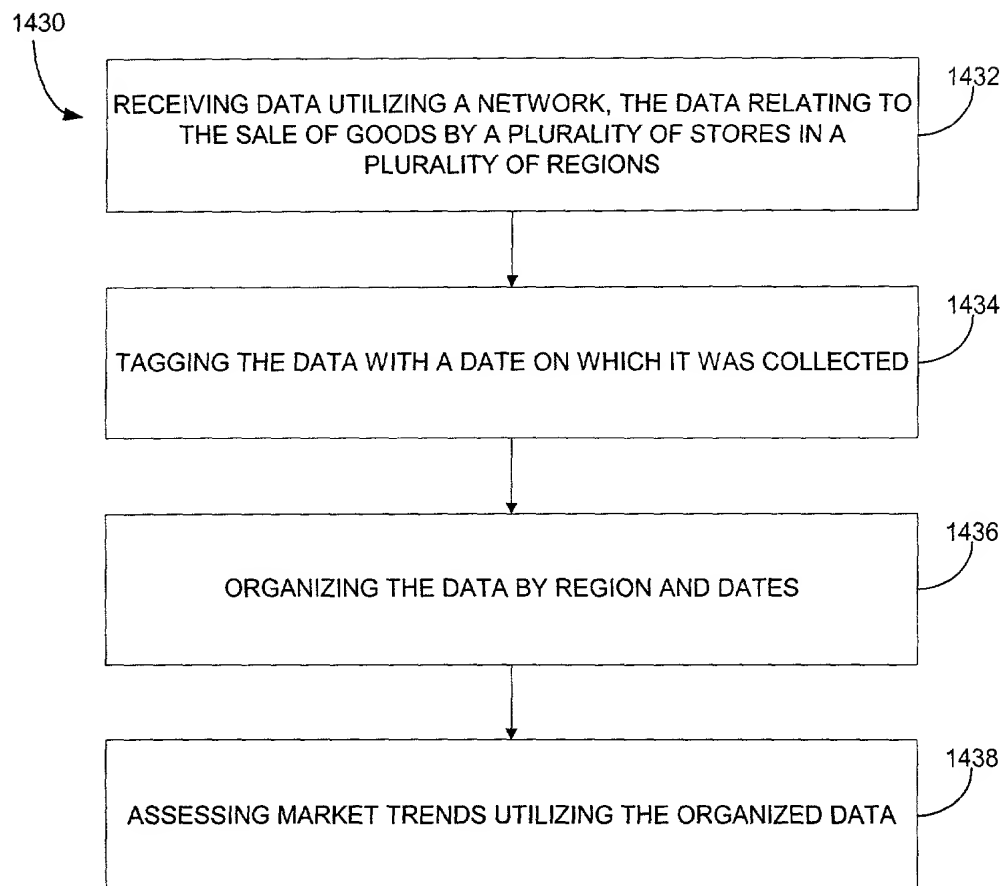 1430
1432
RECEIVING DATA UTILIZING A NETWORK, THE DATA RELATING TO
THE SALE OF GOODS BY A PLURALITY OF STORES IN A
PLURALITY OF REGIONS
1434
TAGGING THE DATA WITH A DATE ON WHICH IT WAS COLLECTED
1436
ORGANIZING THE DATA BY REGION AND DATES
1438
ASSESSING MARKET TRENDS UTILIZING THE ORGANIZED DATA